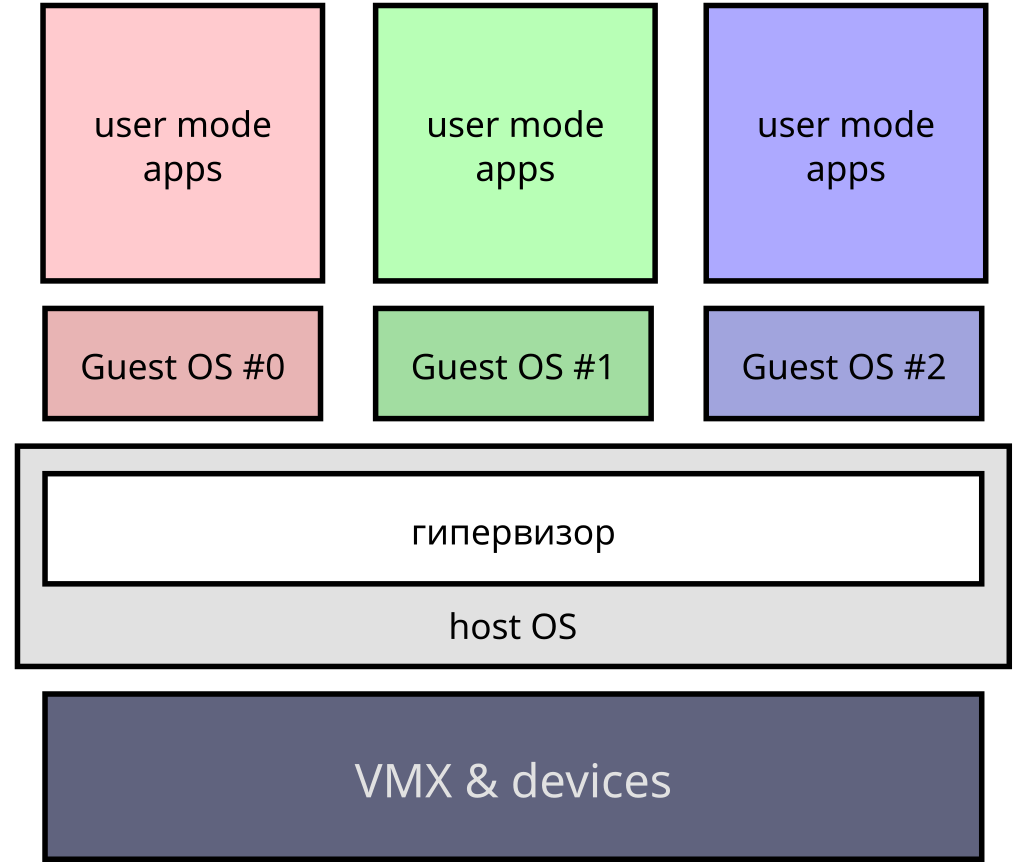 user mode
apps
user mode
apps
user mode
apps
Guest OS #0
Guest OS #1
Guest OS #2
гипервизор
host OS
VMX & devices